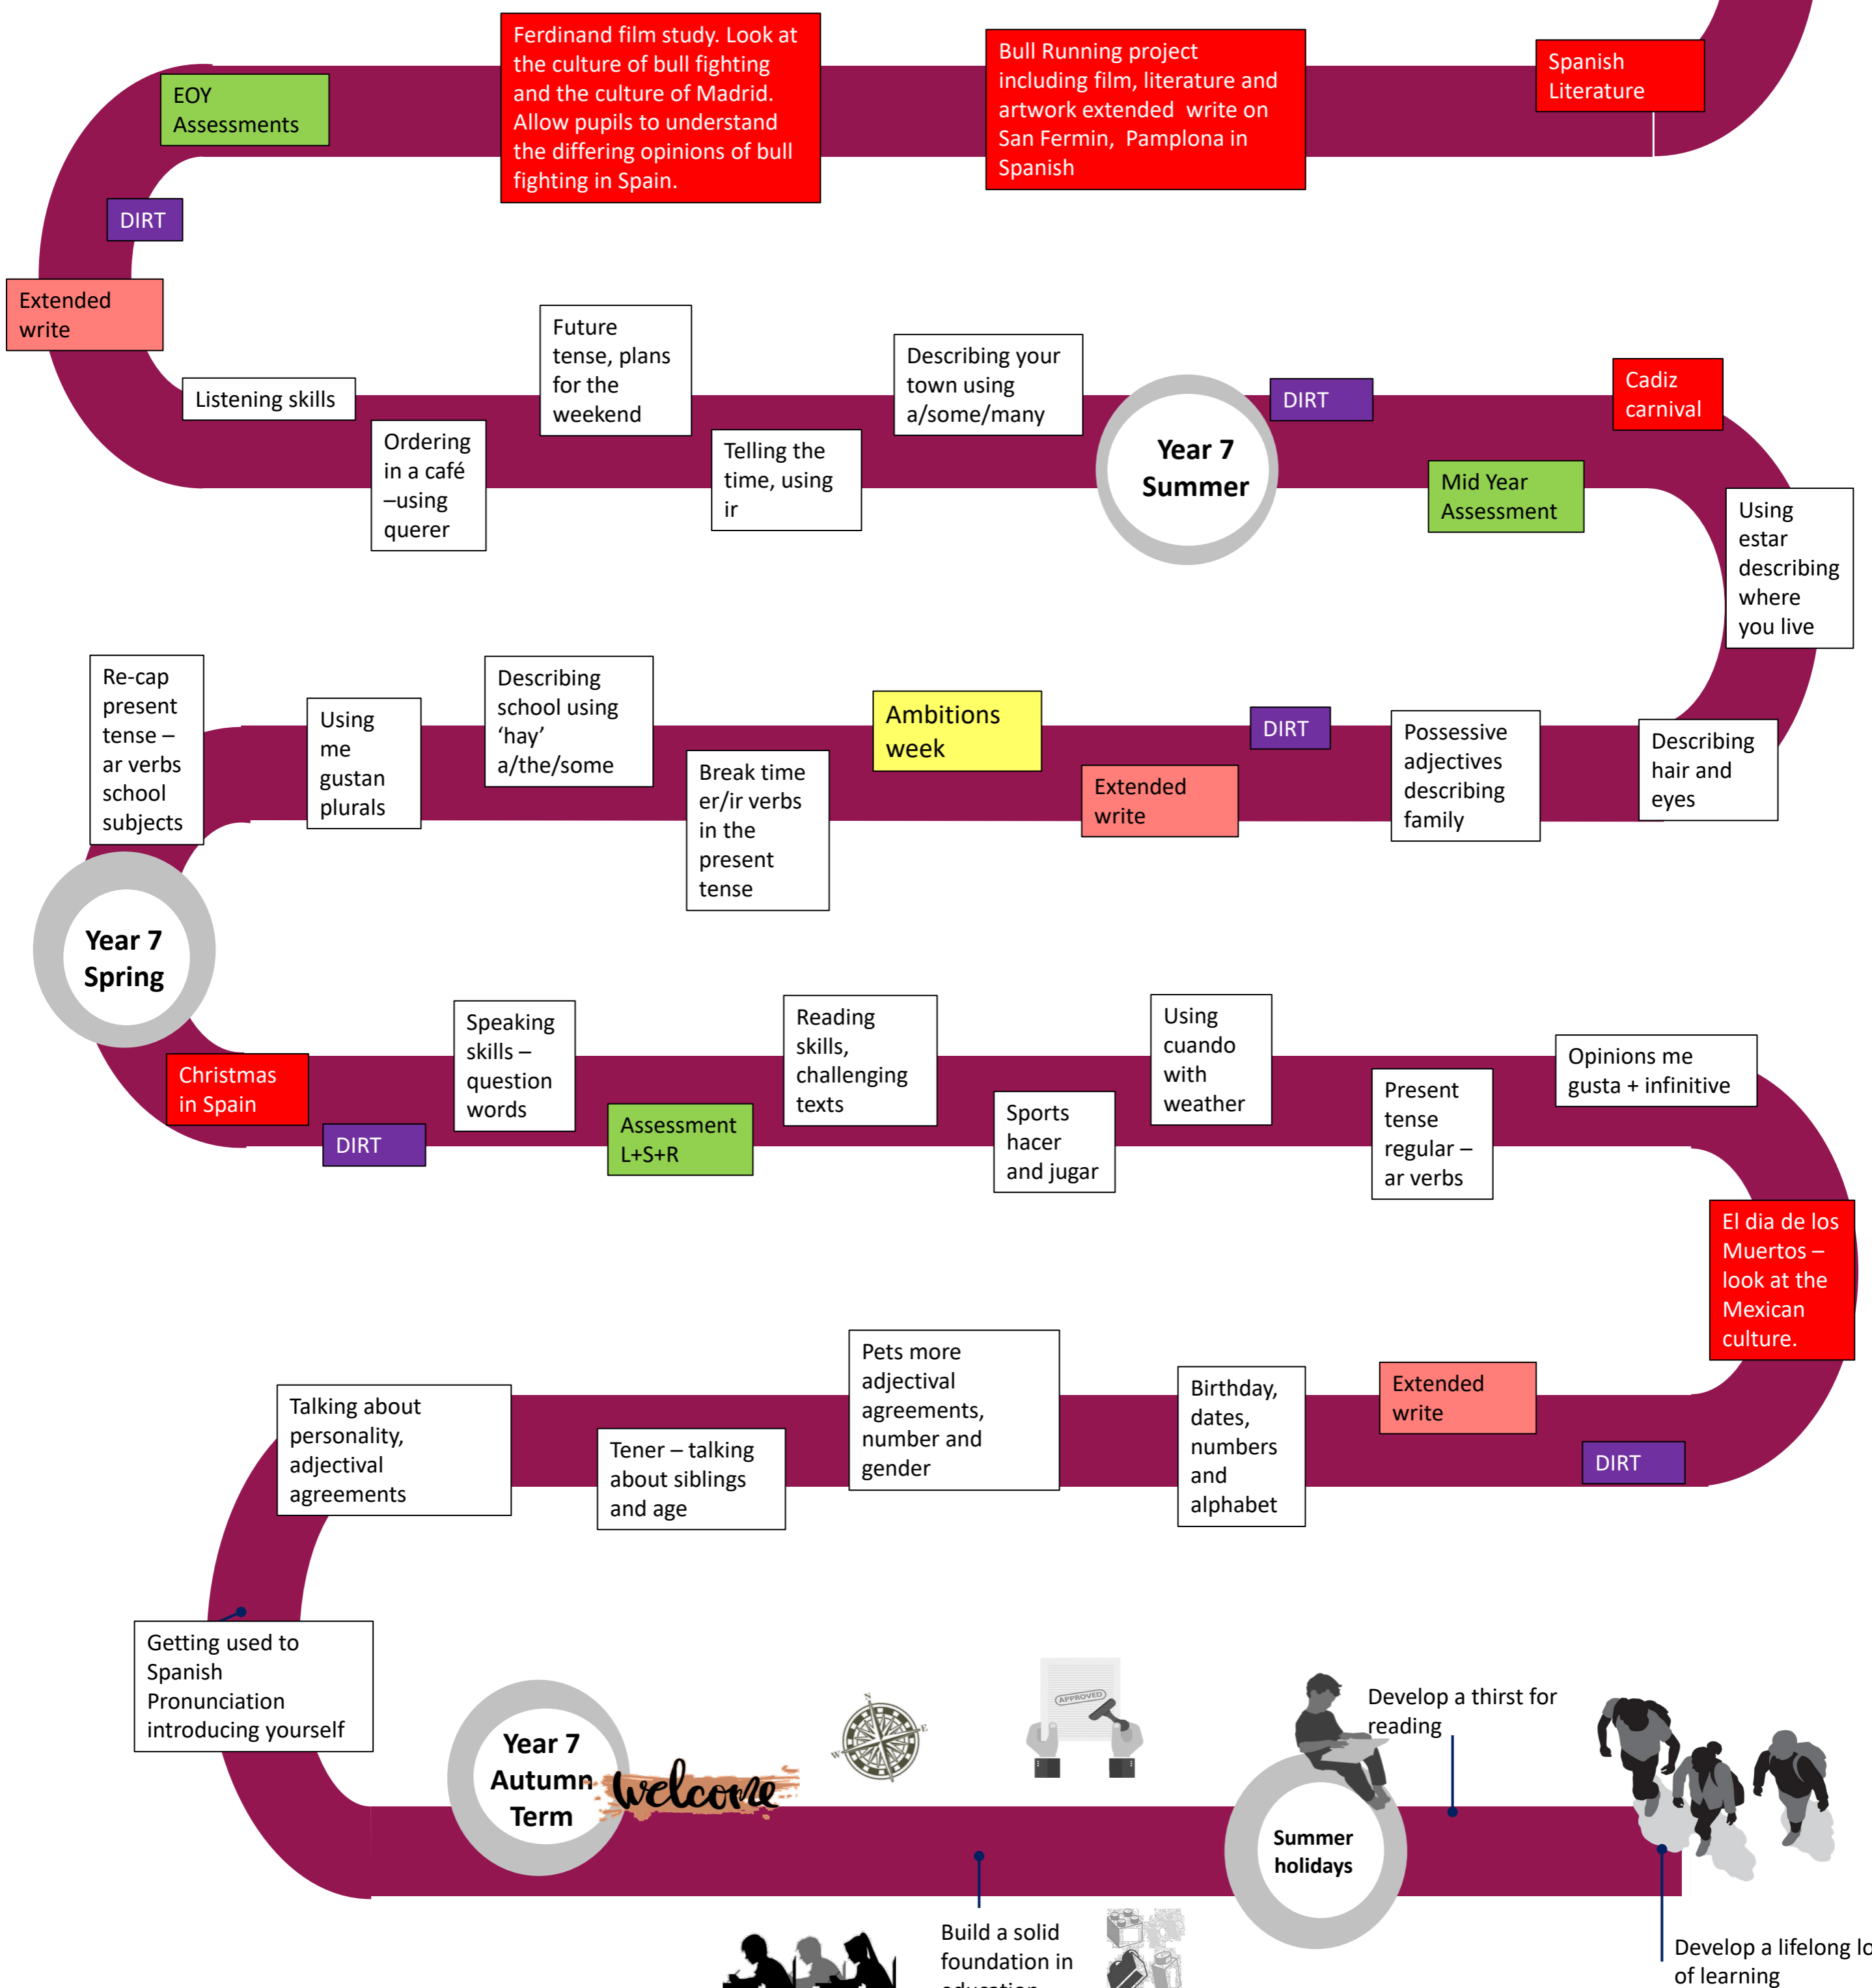 Ferdinand film study. Look at
the culture of bull fighting
and the culture of Madrid.
Allow pupils to understand
the differing opinions of bull
fighting in Spain.
Bull Running project
including film, literature and
artwork extended  write on
San Fermin,  Pamplona in
Spanish
Spanish
Literature
EOY
Assessments
DIRT
Extended
write
Listening skills
Ordering
in a café
–using
querer
Future
tense, plans
for the
weekend
Telling the
time, using
ir
Describing your
town using
a/some/many
Year 7
Summer
DIRT
Mid Year
Assessment
Cadiz
carnival
Using
estar
describing
where
you live
Re-cap
present
tense –
ar verbs
school
subjects
Using
me
gustan
plurals
Describing
school using
‘hay’
a/the/some
Break time
er/ir verbs
in the
present
tense
Ambitions
week
Extended
write
DIRT
Possessive
adjectives
describing
family
Describing
hair and
eyes
Year 7
Spring
Christmas
in Spain
DIRT
Speaking
skills –
question
words
Assessment
L+S+R
Reading
skills,
challenging
texts
Sports
hacer
and jugar
Using
cuando
with
weather
Present
tense
regular –
ar verbs
Opinions me
gusta + infinitive
El dia de los
Muertos –
look at the
Mexican
culture.
Talking about
personality,
adjectival
agreements
Tener – talking
about siblings
and age
Pets more
adjectival
agreements,
number and
gender
Birthday,
dates,
numbers
and
alphabet
Extended
write
DIRT
Getting used to
Spanish
Pronunciation
introducing yourself
Year 7
Autumn
Term
welcome
N
E
W
APPROVED
Develop a thirst for
reading
Summer
holidays
Build a solid
foundation in
education
Develop a lifelong lo
of learning